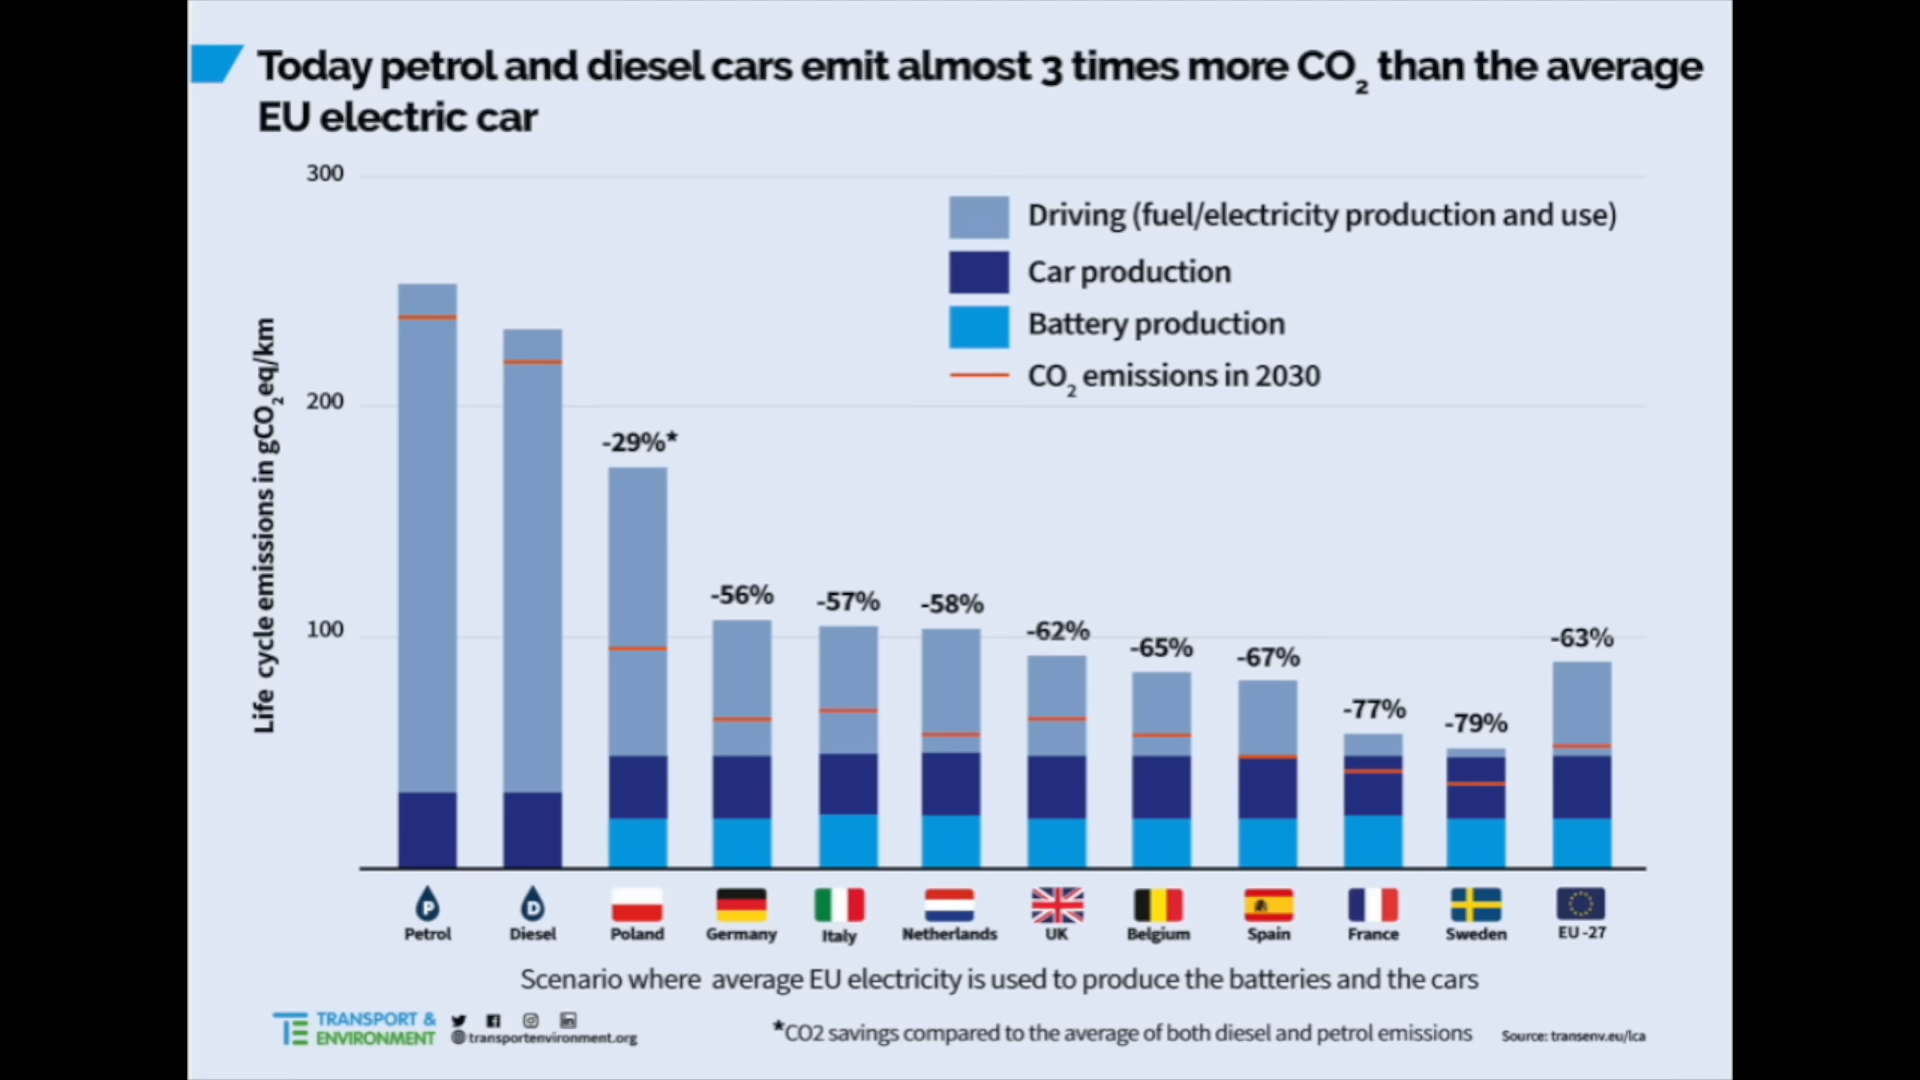 Today petrol and diesel cars emit almost 3 times more CO₂ than the average
EU electric car
300
200
100
Life cycle emissions in gCO₂eq/km
Driving (fuel/electricity production and use)
Car production
Battery production
CO₂ emissions in 2030
-29%*
-56%
-57%
-58%
-62%
-65%
-67%
-77%
-79%
-63%
P
D
Petrol
Diesel
Poland
Germany
Italy
Netherlands
UK
Belgium
Spain
France
Sweden
EU -27
Scenario where average EU electricity is used to produce the batteries and the cars
TE TRANSPORT &
ENVIRONMENT
transportenvironment.org
*CO2 savings compared to the average of both diesel and petrol emissions
Source: transenv.eu/lca